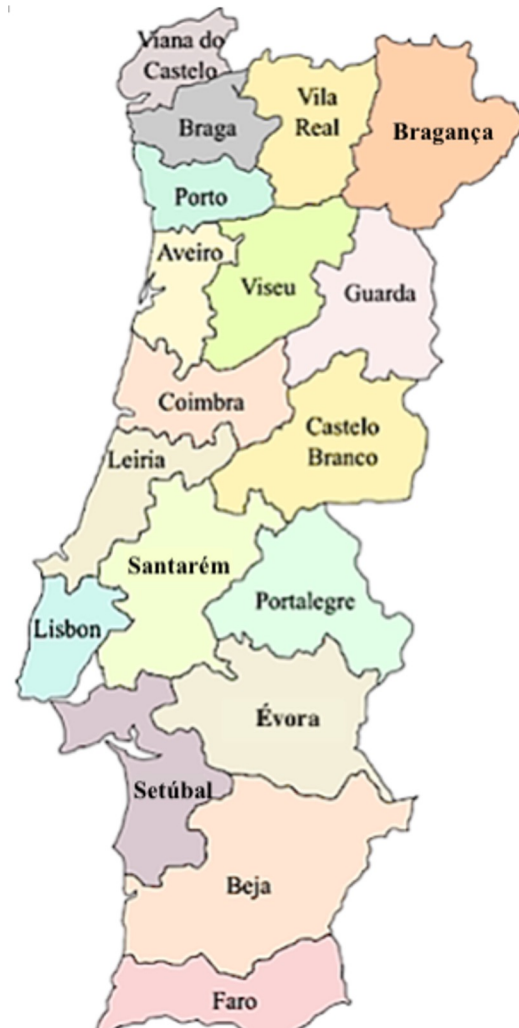 Viana do
Castelo
Braga
Vila
Real
Bragança
Porto
Aveiro
Viseu
Guarda
Coimbra
Castelo
Branco
Leiria
Santarém
Portalegre
Lisbon
Évora
Setúbal
Beja
Faro